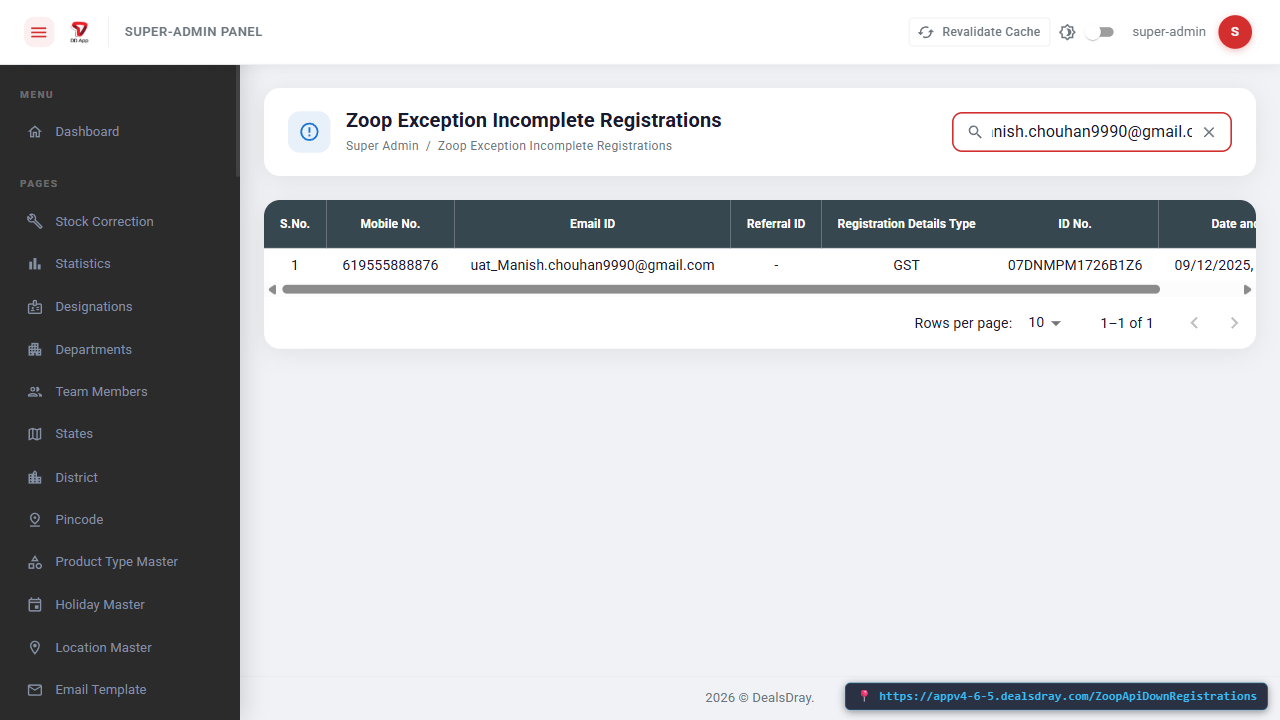 DD App
SUPER-ADMIN PANEL
Revalidate Cache
super-admin
S
MENU
Dashboard
PAGES
Stock Correction
Statistics
Designations
Departments
Team Members
States
District
Pincode
Product Type Master
Holiday Master
Location Master
Email Template
Zoop Exception Incomplete Registrations
Super Admin / Zoop Exception Incomplete Registrations
nish.chouhan9990@gmail.c
S.No. Mobile No. Email ID Referral ID Registration Details Type ID No. Date and
1 619555888876 uat_Manish.chouhan9990@gmail.com - GST 07DNMPM1726B1Z6 09/12/2025,
Rows per page: 10 1–1 of 1
2026 © DealsDray.
https://appv4-6-5.dealsdray.com/ZoopApiDownRegistrations